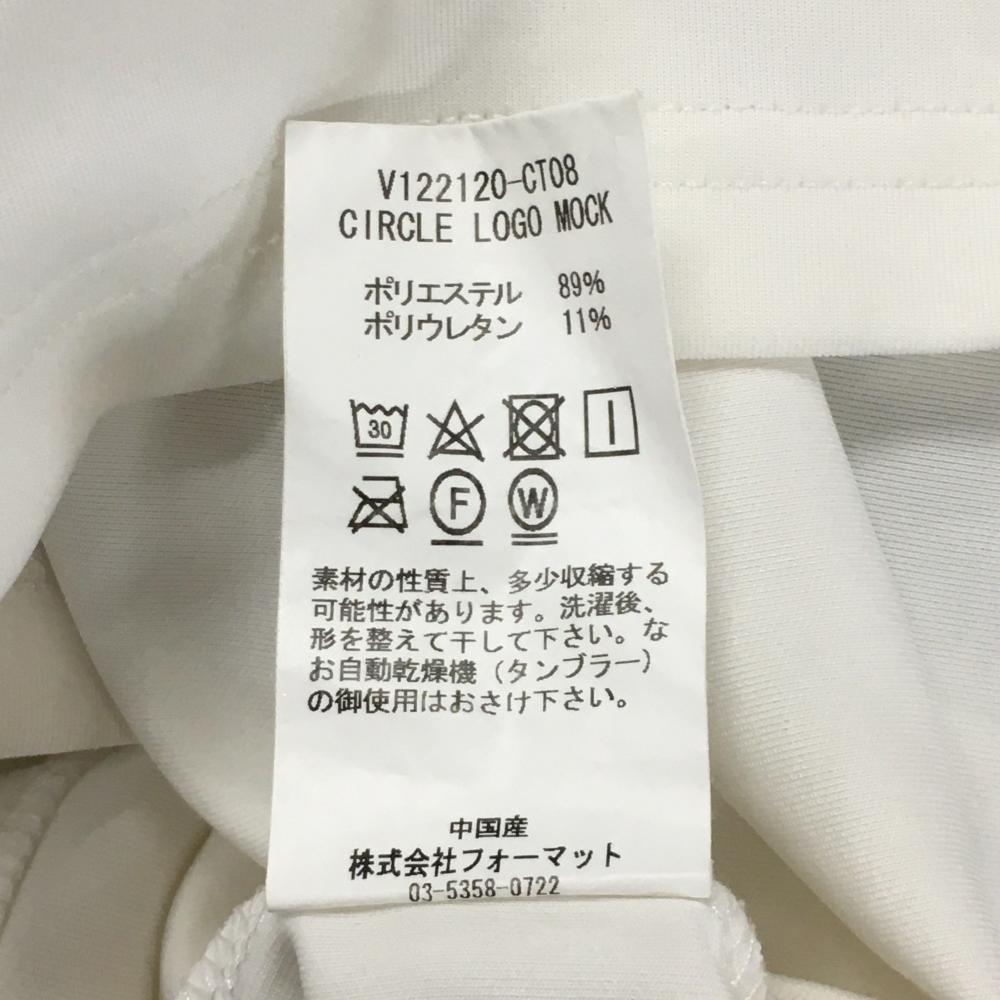 V122120-CT08
CIRCLE LOGO MOCK
ポリエステル 89%
ポリウレタン 11%
30
F W
素材の性質上、多少収縮する
可能性があります。洗濯後、
形を整えて干して下さい。な
お自動乾燥機(タンブラー)
の御使用はおさけ下さい。
中国産
株式会社フォーマット
03-5358-0722